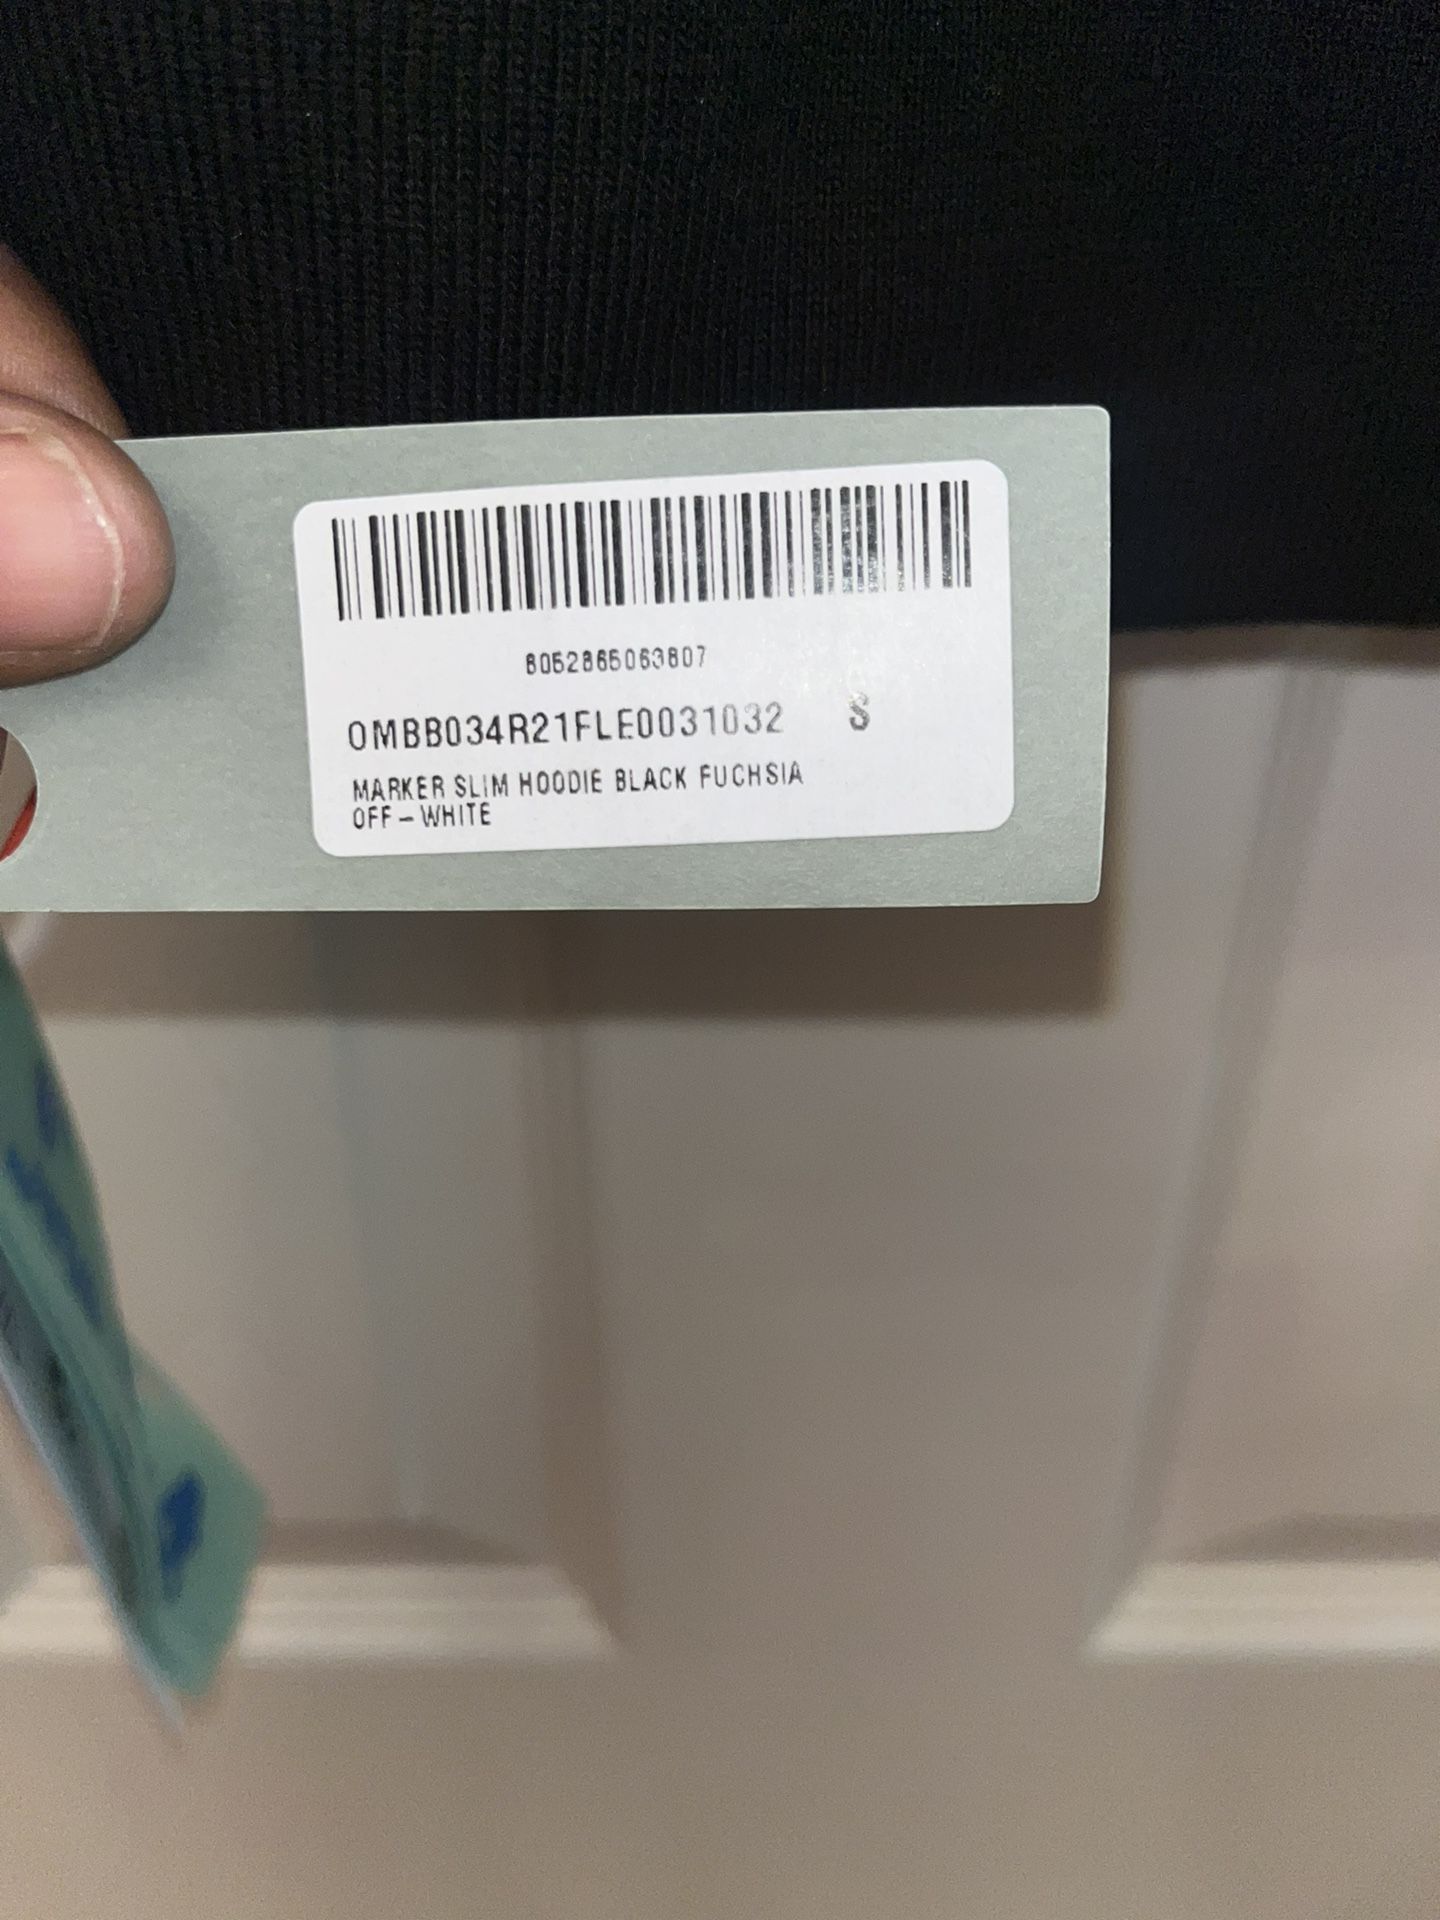 8052865063807
OMBB034R21FLE0031032 S
MARKER SLIM HOODIE BLACK FUCHSIA
OFF-WHITE